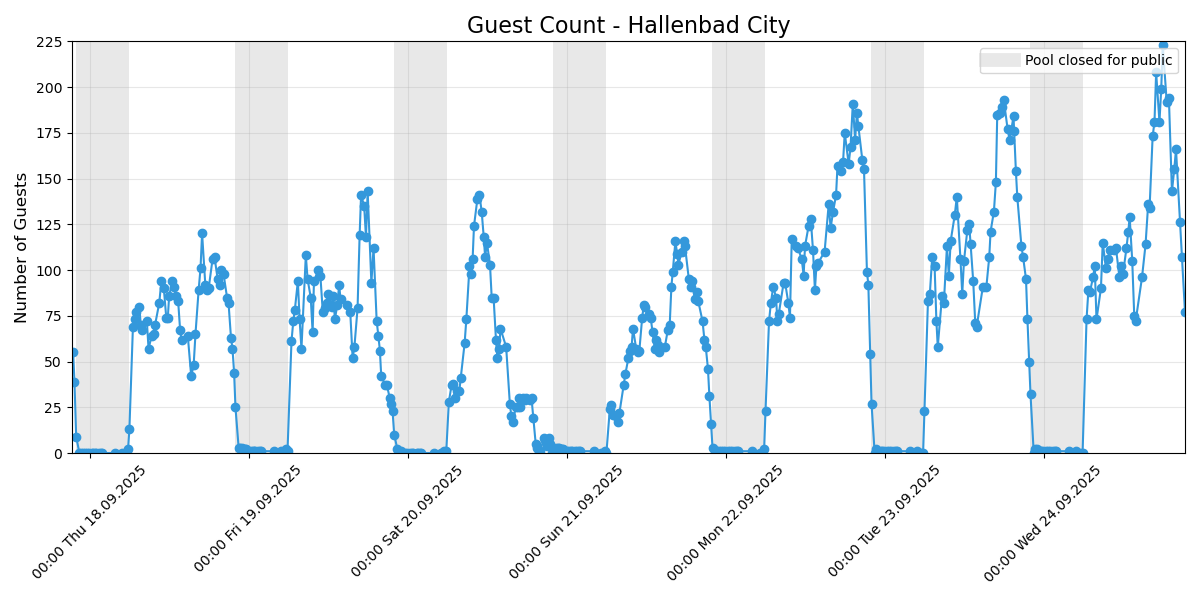 Guest Count - Hallenbad City
Number of Guests
225
200
175
150
125
100
75
50
25
0
Pool closed for public
00:00 Thu 18.09.2025
00:00 Fri 19.09.2025
00:00 Sat 20.09.2025
00:00 Sun 21.09.2025
00:00 Mon 22.09.2025
00:00 Tue 23.09.2025
00:00 Wed 24.09.2025